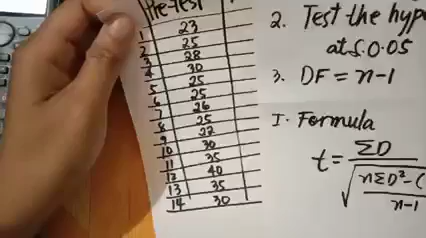 Pre-Test
1 23
2 25
3 28
4 30
5 25
6 25
7 26
8 25
9 22
10 30
11 35
12 40
13 35
14 30
2. Test the
at 0.05
3. DF = n-1
I. Formula
t = ΣD
nΣD² - (
n-1